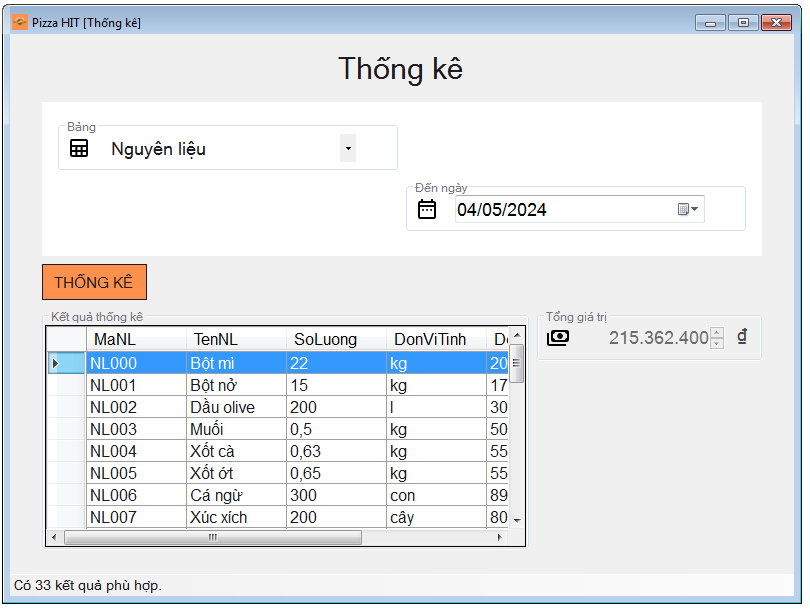 Pizza HIT [Thống kê]
Thống kê
Bảng
Nguyên liệu
Đến ngày
04/05/2024
THỐNG KÊ
Kết quả thống kê
MaNL TenNL SoLuong DonViTinh
NL000 Bột mì 22 kg 20
NL001 Bột nở 15 kg 17
NL002 Dầu olive 200 l 30
NL003 Muối 0,5 kg 50
NL004 Xốt cà 0,63 kg 55
NL005 Xốt ớt 0,65 kg 55
NL006 Cá ngừ 300 con 89
NL007 Xúc xích 200 cây 80
Tổng giá trị
215.362.400 ₫
Có 33 kết quả phù hợp.